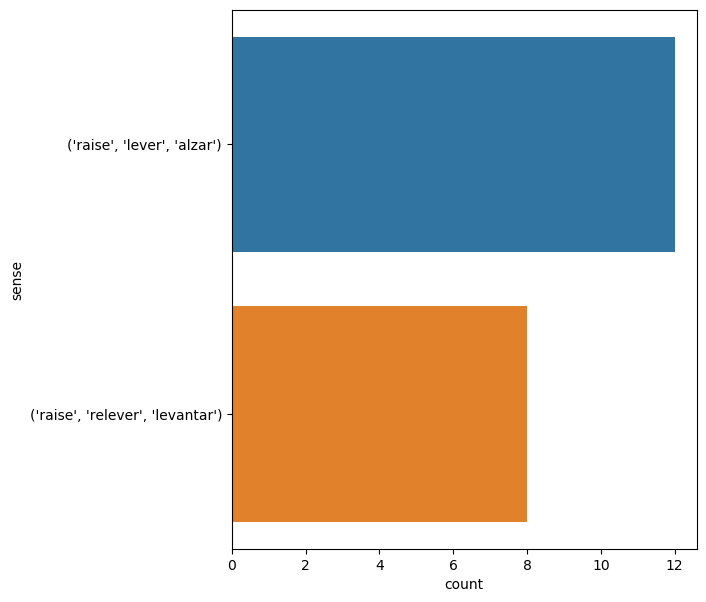 ('raise', 'lever', 'alzar')
('raise', 'relever', 'levantar')
sense
0 2 4 6 8 10 12
count